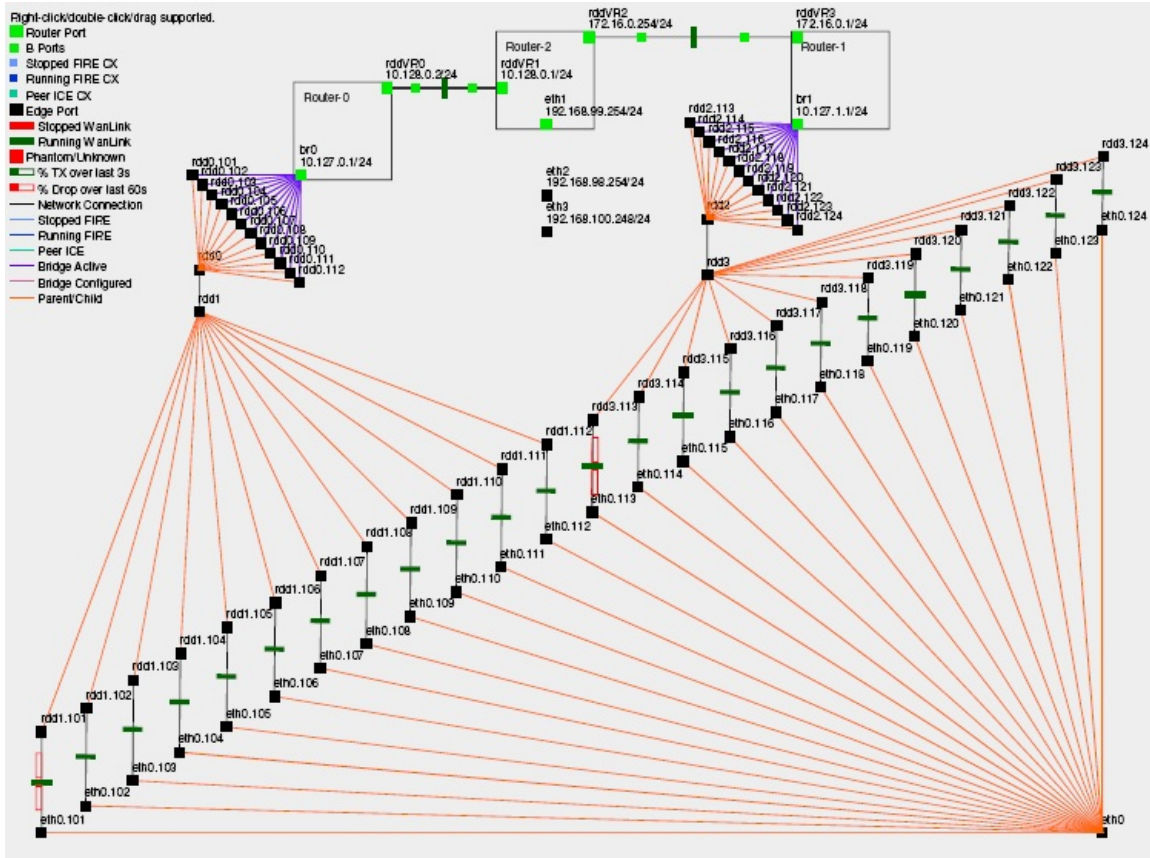 Right-click/double-click/drag supported.
Router Port
B Ports
Stopped FIRE CX
Running FIRE CX
Peer ICE CX
Edge Port
Stopped WanLink
Running WanLink
Phantom/Unknown
% TX over last 3s
% Drop over last 60s
Network Connection
Stopped FIRE
Running FIRE
Peer ICE
Bridge Active
Bridge Configured
Parent/Child
rddVR2
172.16.0.254/24
rddVR3
172.16.0.1/24
Router-2
Router-1
rddVR0
10.128.0.2/24
rddVR1
10.128.0.1/24
Router-0
eth1
192.168.99.254/24
br1
10.127.1.1/24
br0
10.127.0.1/24
eth2
192.168.98.254/24
eth3
192.168.100.248/24
rdd0.101
rdd0.102
rdd0.103
rdd0.104
rdd0.105
rdd0.106
rdd0.107
rdd0.108
rdd0.109
rdd0.110
rdd0.111
rdd0.112
rdd0
rdd1
rdd2.113
rdd2.114
rdd2.115
rdd2.116
rdd2.117
rdd2.118
rdd2.119
rdd2.120
rdd2.121
rdd2.122
rdd2.123
rdd2.124
rdd2
rdd3
rdd3.124
rdd3.123
rdd3.122
rdd3.121
rdd3.120
rdd3.119
rdd3.118
rdd3.117
rdd3.116
rdd3.115
rdd3.114
rdd3.113
eth0.124
eth0.123
eth0.122
eth0.121
eth0.120
eth0.119
eth0.118
eth0.117
eth0.116
eth0.115
eth0.114
eth0.113
rdd1.112
rdd1.111
rdd1.110
rdd1.109
rdd1.108
rdd1.107
rdd1.106
rdd1.105
rdd1.104
rdd1.103
rdd1.102
rdd1.101
eth0.112
eth0.111
eth0.110
eth0.109
eth0.108
eth0.107
eth0.106
eth0.105
eth0.104
eth0.103
eth0.102
eth0.101
eth0